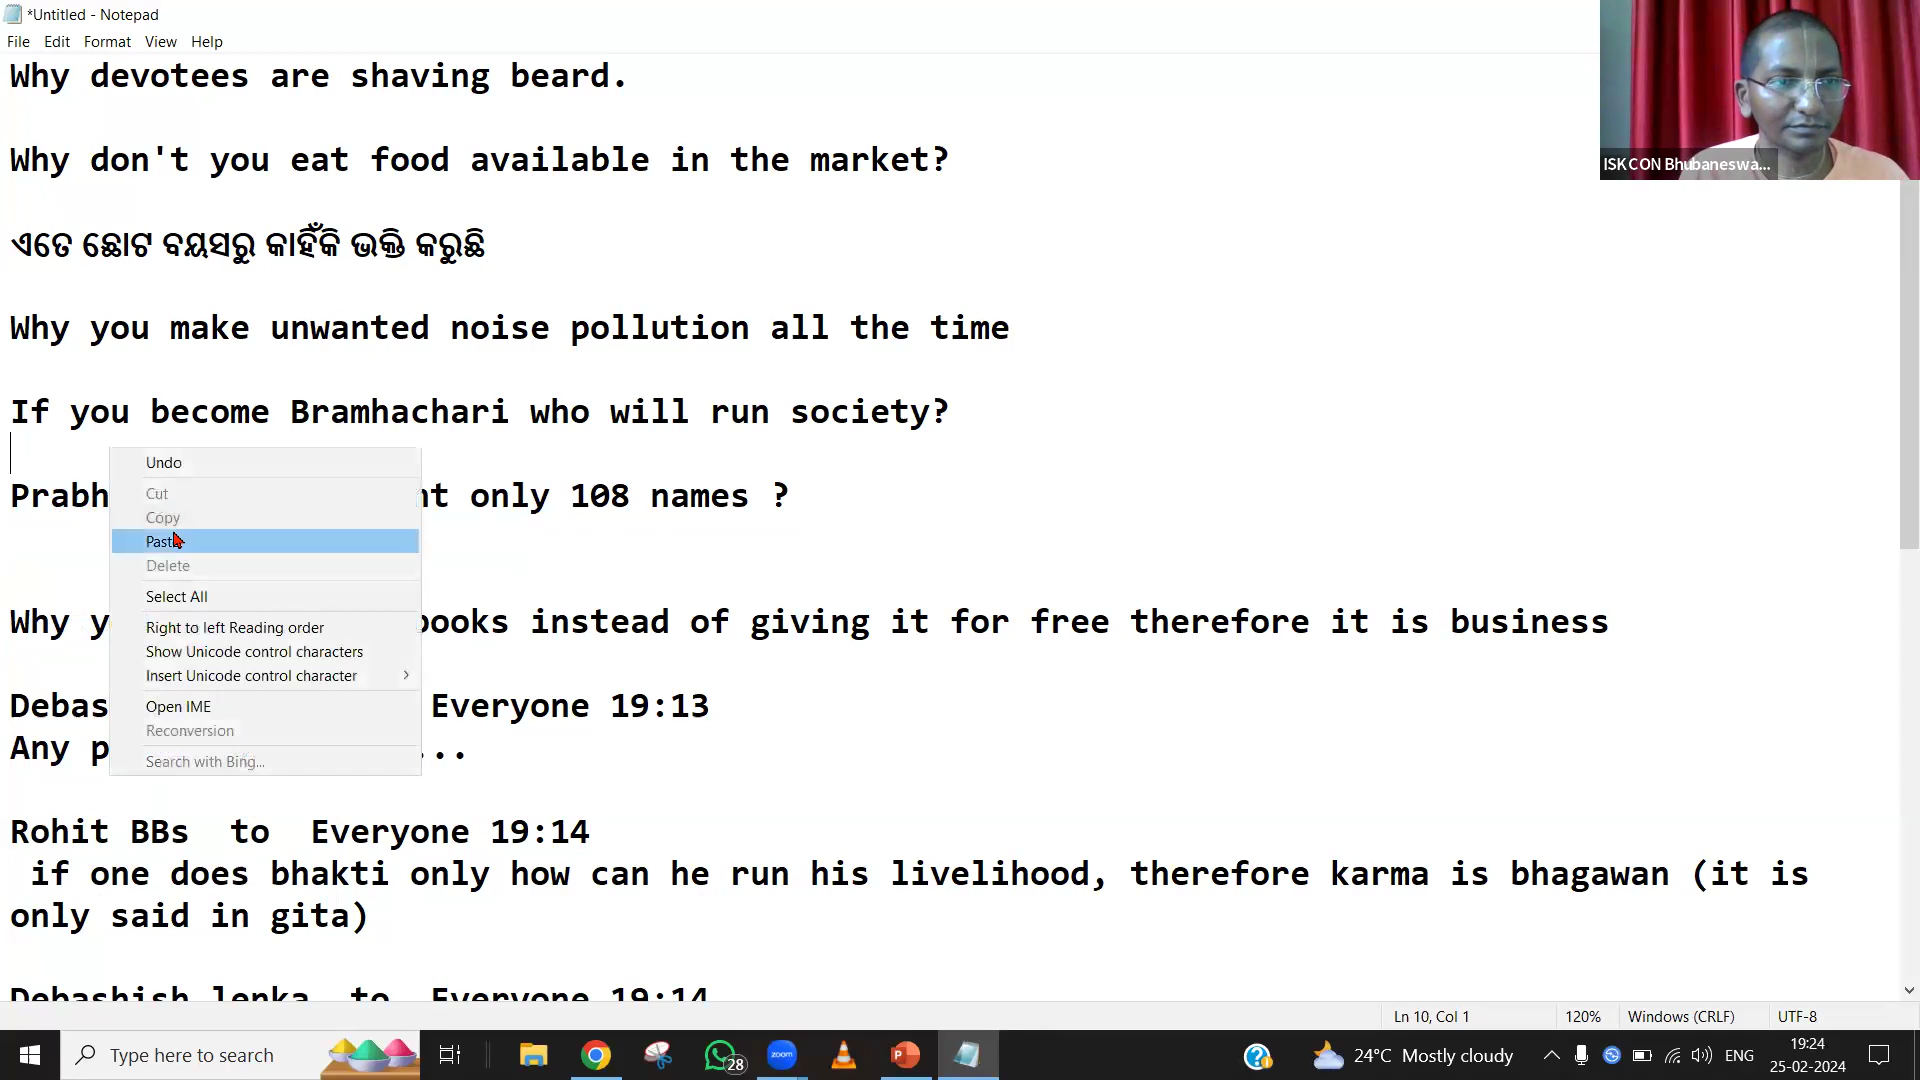 *Untitled - Notepad
File Edit Format View Help
Why devotees are shaving beard.
Why don't you eat food available in the market?
ଏତେ ଛୋଟ ବୟସରୁ କାହିଁକି ଭକ୍ତି କରୁଛି
Why you make unwanted noise pollution all the time
If you become Bramhachari who will run society?
Prabh nt only 108 names ?
Why y books instead of giving it for free therefore it is business
Debas Everyone 19:13
Any p ...
Rohit BBs to Everyone 19:14
if one does bhakti only how can he run his livelihood, therefore karma is bhagawan (it is
only said in gita)
Debashish lenka to Everyone 19:14
Undo
Cut
Copy
Paste
Delete
Select All
Right to left Reading order
Show Unicode control characters
Insert Unicode control character
Open IME
Reconversion
Search with Bing...
ISKCON Bhubaneswa...
Ln 10, Col 1 120% Windows (CRLF) UTF-8
Type here to search
28
zoom
24°C Mostly cloudy
ENG
19:24
25-02-2024